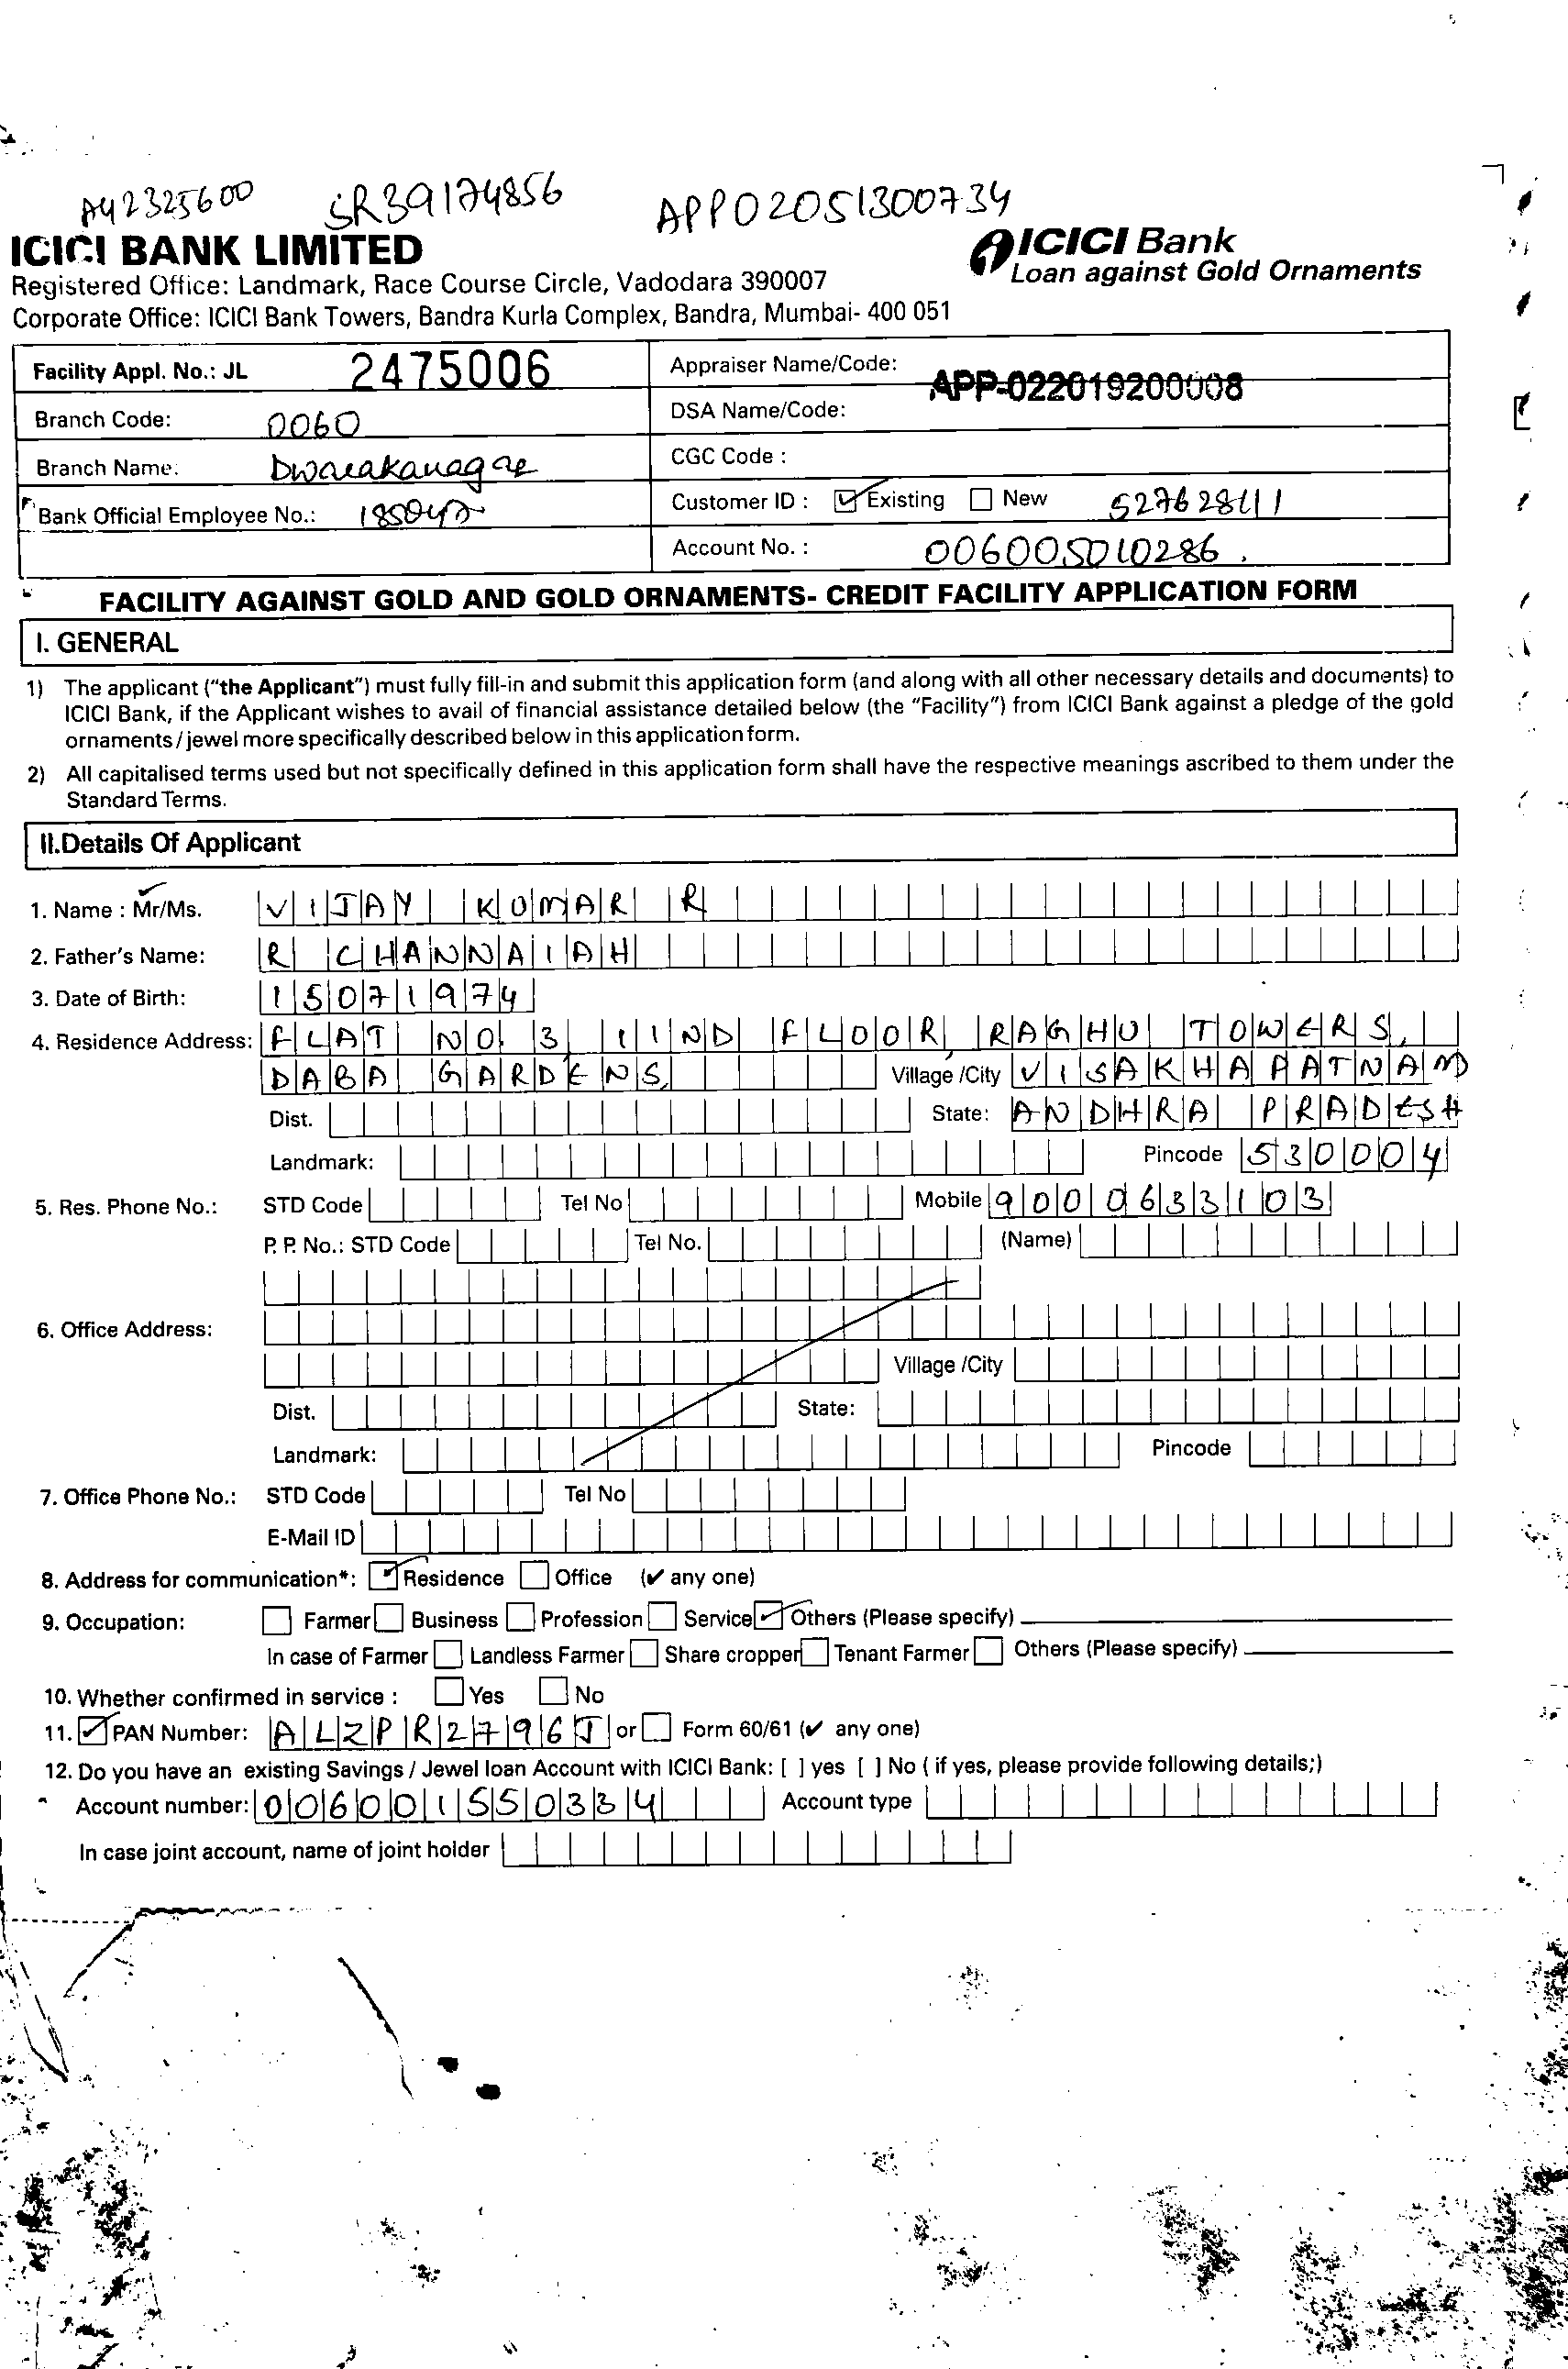 A42325600 SR39174856 APP02051300734
ICICI BANK LIMITED
ICICI Bank
Registered Office: Landmark, Race Course Circle, Vadodara 390007
Loan against Gold Ornaments
Corporate Office: ICICI Bank Towers, Bandra Kurla Complex, Bandra, Mumbai- 400 051
Facility Appl. No.: JL 2475006 Appraiser Name/Code: APP-022019200008
Branch Code: 0060 DSA Name/Code:
Branch Name: Dwarakanagar CGC Code :
Bank Official Employee No.: Customer ID : Existing New 527628411
Account No. : 006005010286
FACILITY AGAINST GOLD AND GOLD ORNAMENTS- CREDIT FACILITY APPLICATION FORM
I. GENERAL
1) The applicant ("the Applicant") must fully fill-in and submit this application form (and along with all other necessary details and documents) to
ICICI Bank, if the Applicant wishes to avail of financial assistance detailed below (the "Facility") from ICICI Bank against a pledge of the gold
ornaments/jewel more specifically described below in this application form.
2) All capitalised terms used but not specifically defined in this application form shall have the respective meanings ascribed to them under the
Standard Terms.
II.Details Of Applicant
1. Name : Mr/Ms. VIJAY KUMAR R
2. Father's Name: R CHANNAIAH
3. Date of Birth: 15071974
4. Residence Address: FLAT NO 3 IIND FLOOR, RAGHU TOWERS,
DABA GARDENS, Village /City VISAKHAPATNAM
Dist. State: ANDHRA PRADESH
Landmark: Pincode 530004
5. Res. Phone No.: STD Code Tel No Mobile 9000633103
P. P. No.: STD Code Tel No. (Name)
6. Office Address:
Village /City
Dist. State:
Landmark: Pincode
7. Office Phone No.: STD Code Tel No
E-Mail ID
8. Address for communication*: Residence Office (✔ any one)
9. Occupation: Farmer Business Profession Service Others (Please specify)
In case of Farmer Landless Farmer Share cropper Tenant Farmer Others (Please specify)
10. Whether confirmed in service : Yes No
11. PAN Number: ALZPR2796J or Form 60/61 (✔ any one)
12. Do you have an existing Savings / Jewel loan Account with ICICI Bank: [ ] yes [ ] No ( if yes, please provide following details;)
Account number: 006001550334 Account type
In case joint account, name of joint holder